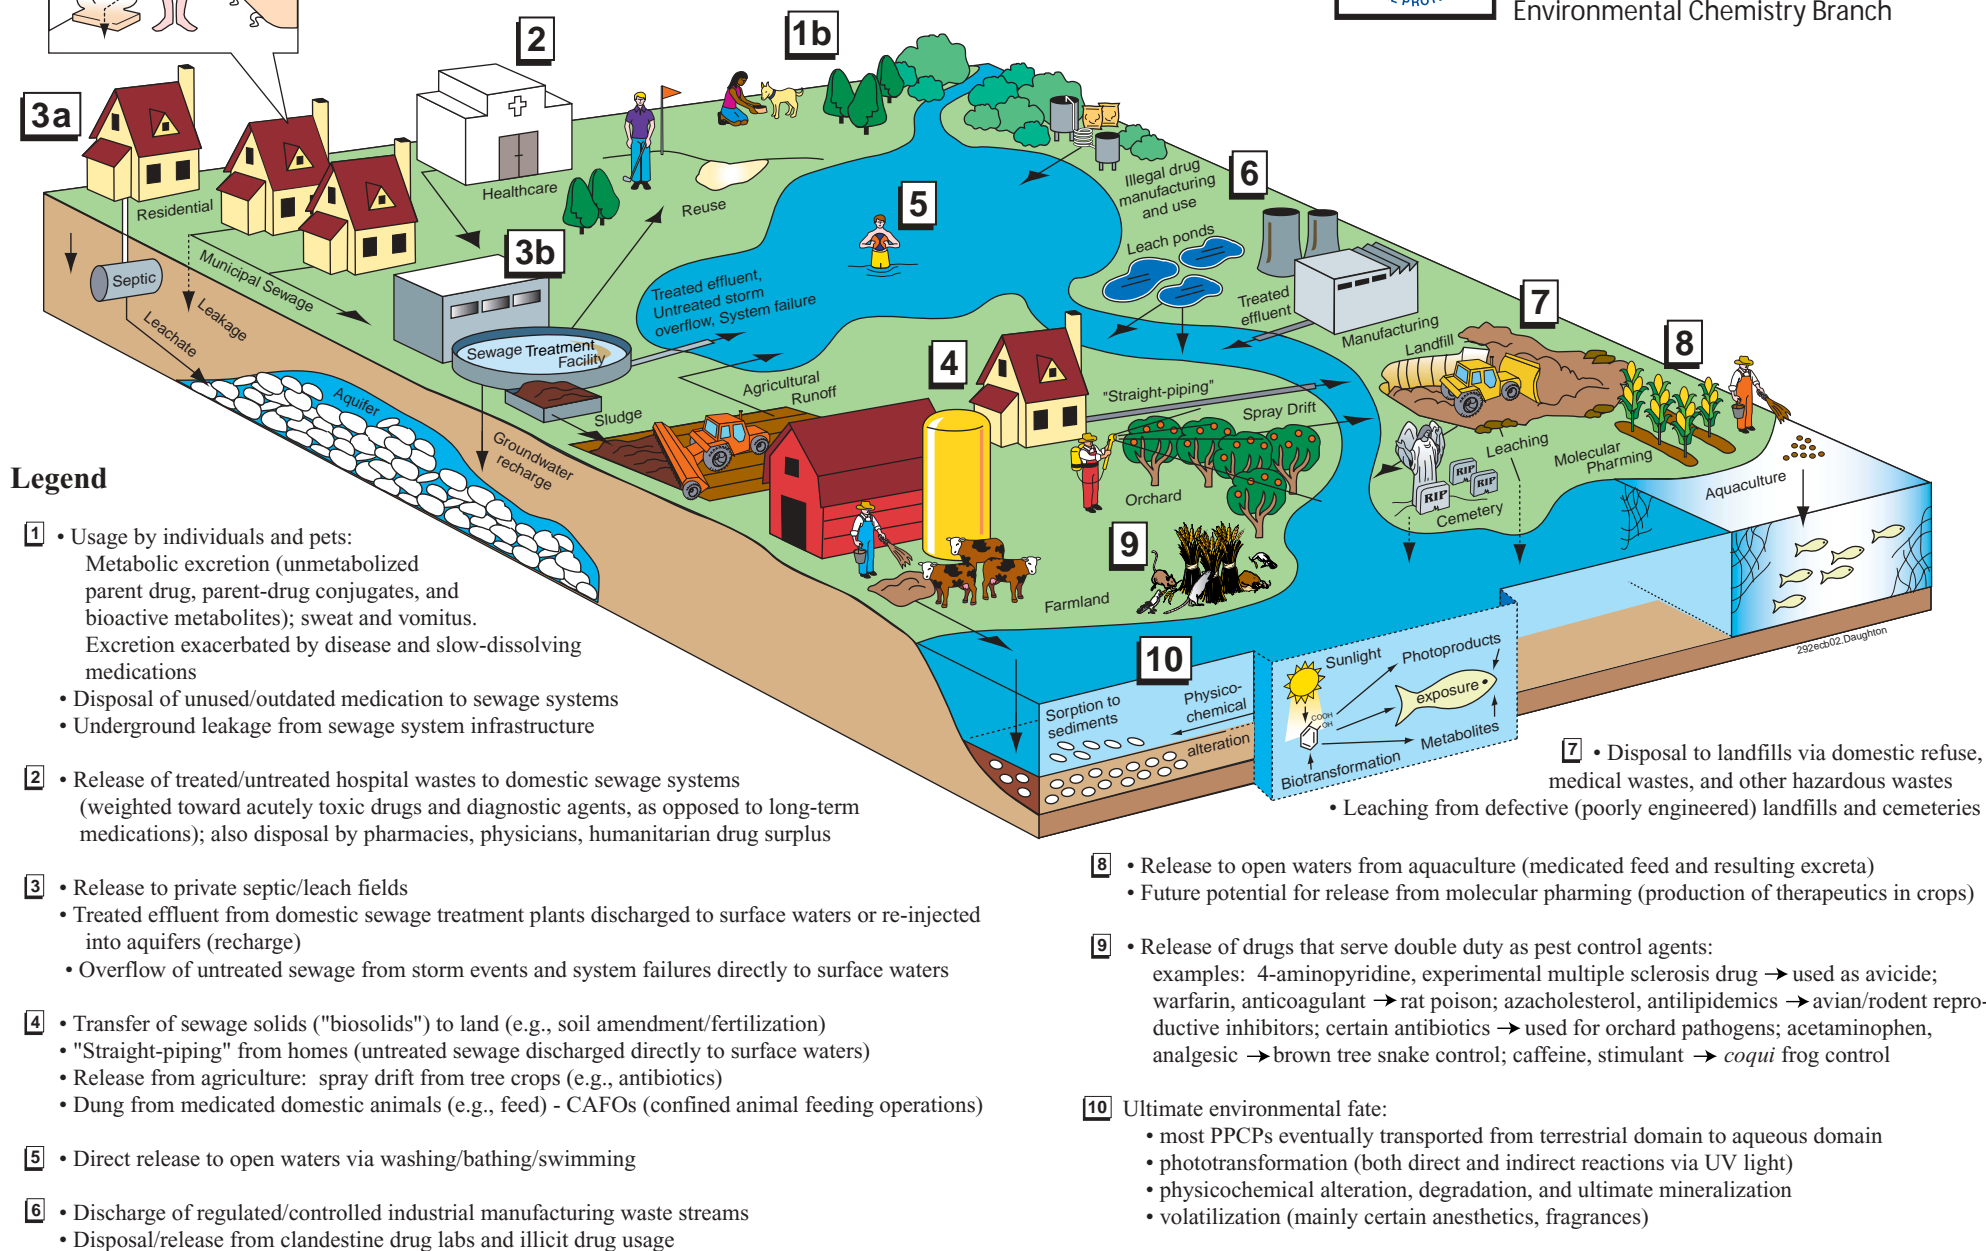 Environmental Chemistry Branch
1b
2
3a
Healthcare
Illegal drug
manufacturing
and use
6
Residential
Reuse
5
3b
Leach ponds
Septic
Municipal Sewage
Leakage
Leachate
Treated effluent,
Untreated storm
overflow, System failure
Treated
effluent
Manufacturing
7
Landfill
8
Sewage Treatment
Facility
4
Aquifer
Agricultural
Runoff
"Straight-piping"
Spray Drift
Sludge
Groundwater
recharge
Orchard
Leaching
Molecular
Pharming
RIP
RIP
RIP
Cemetery
Aquaculture
9
Farmland
10
292ecb02.Daughton
Sunlight
Photoproducts
exposure
COOH
OH
Metabolites
Biotransformation
Sorption to
sediments
Physico-
chemical
alteration
Legend
1 • Usage by individuals and pets:
Metabolic excretion (unmetabolized
parent drug, parent-drug conjugates, and
bioactive metabolites); sweat and vomitus.
Excretion exacerbated by disease and slow-dissolving
medications
• Disposal of unused/outdated medication to sewage systems
• Underground leakage from sewage system infrastructure
2 • Release of treated/untreated hospital wastes to domestic sewage systems
(weighted toward acutely toxic drugs and diagnostic agents, as opposed to long-term
medications); also disposal by pharmacies, physicians, humanitarian drug surplus
3 • Release to private septic/leach fields
• Treated effluent from domestic sewage treatment plants discharged to surface waters or re-injected
into aquifers (recharge)
• Overflow of untreated sewage from storm events and system failures directly to surface waters
4 • Transfer of sewage solids ("biosolids") to land (e.g., soil amendment/fertilization)
• "Straight-piping" from homes (untreated sewage discharged directly to surface waters)
• Release from agriculture: spray drift from tree crops (e.g., antibiotics)
• Dung from medicated domestic animals (e.g., feed) - CAFOs (confined animal feeding operations)
5 • Direct release to open waters via washing/bathing/swimming
6 • Discharge of regulated/controlled industrial manufacturing waste streams
• Disposal/release from clandestine drug labs and illicit drug usage
7 • Disposal to landfills via domestic refuse,
medical wastes, and other hazardous wastes
• Leaching from defective (poorly engineered) landfills and cemeteries
8 • Release to open waters from aquaculture (medicated feed and resulting excreta)
• Future potential for release from molecular pharming (production of therapeutics in crops)
9 • Release of drugs that serve double duty as pest control agents:
examples: 4-aminopyridine, experimental multiple sclerosis drug → used as avicide;
warfarin, anticoagulant → rat poison; azacholesterol, antilipidemics → avian/rodent repro-
ductive inhibitors; certain antibiotics → used for orchard pathogens; acetaminophen,
analgesic → brown tree snake control; caffeine, stimulant → coqui frog control
10 Ultimate environmental fate:
• most PPCPs eventually transported from terrestrial domain to aqueous domain
• phototransformation (both direct and indirect reactions via UV light)
• physicochemical alteration, degradation, and ultimate mineralization
• volatilization (mainly certain anesthetics, fragrances)